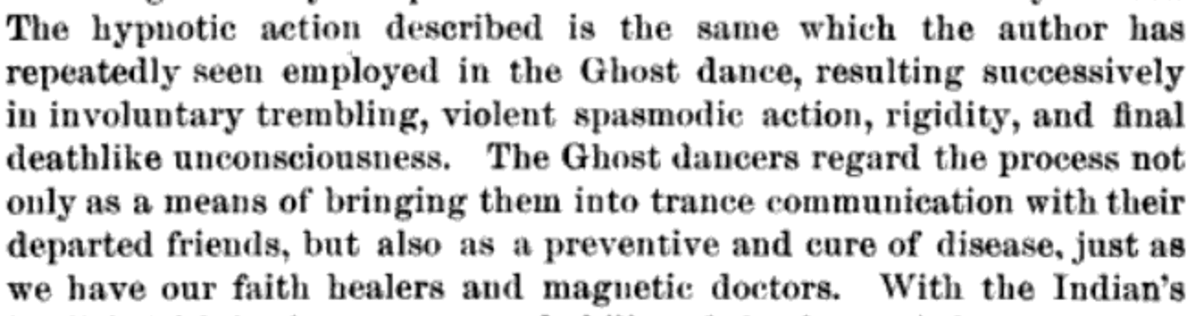 The hypnotic action described is the same which the author has
repeatedly seen employed in the Ghost dance, resulting successively
in involuntary trembling, violent spasmodic action, rigidity, and final
deathlike unconsciousness. The Ghost dancers regard the process not
only as a means of bringing them into trance communication with their
departed friends, but also as a preventive and cure of disease, just as
we have our faith healers and magnetic doctors. With the Indian's